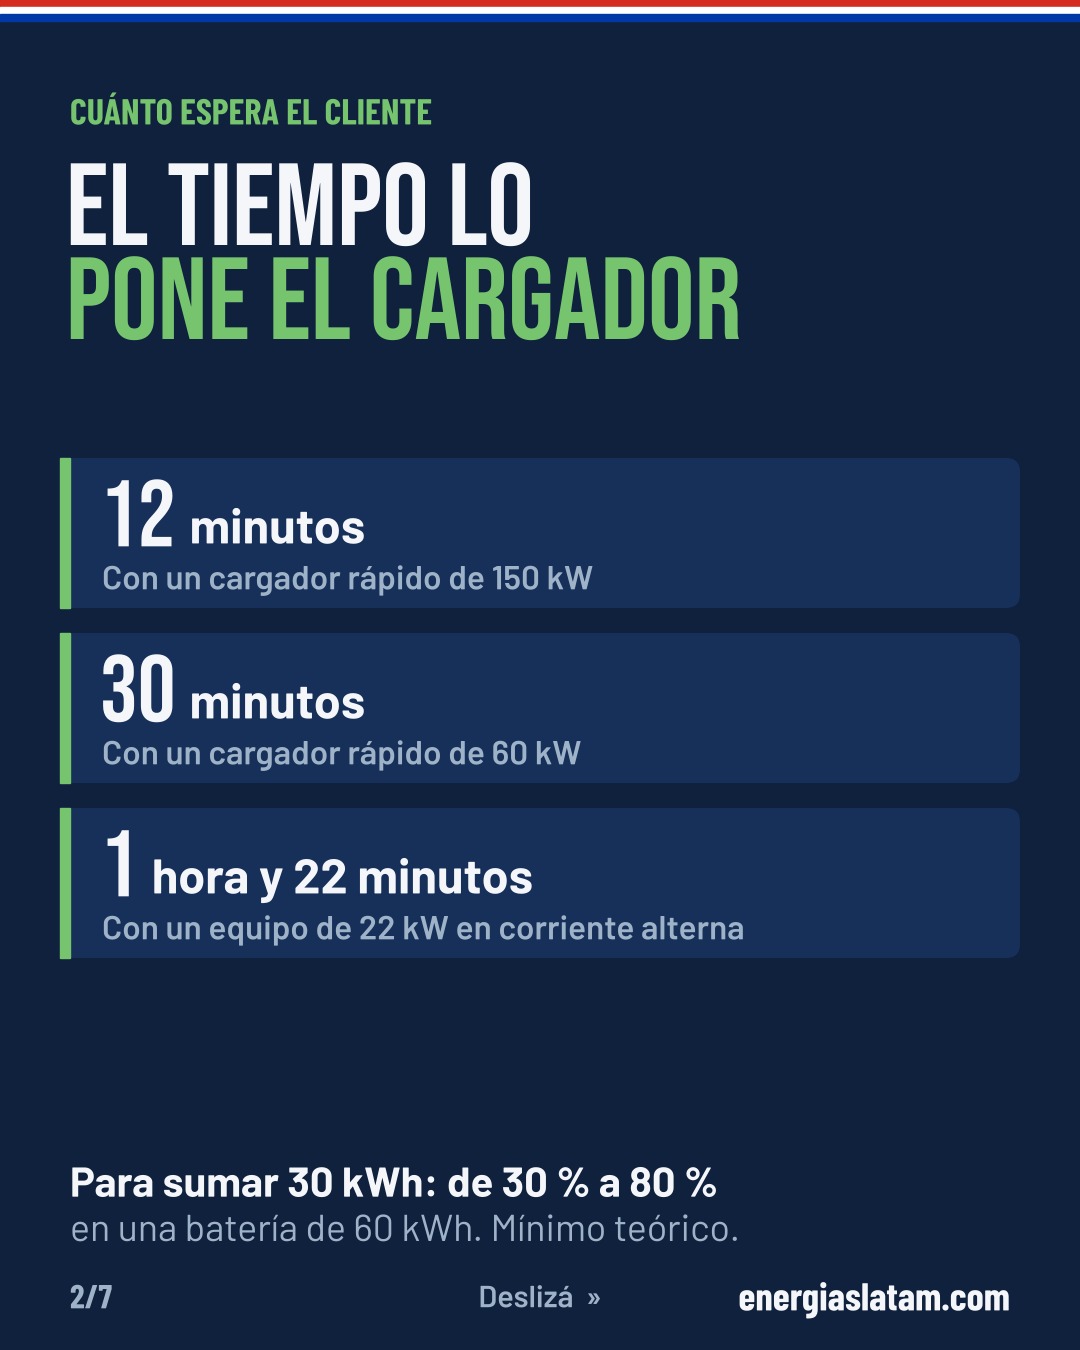 CUÁNTO ESPERA EL CLIENTE
EL TIEMPO LO
PONE EL CARGADOR
12 minutos
Con un cargador rápido de 150 kW
30 minutos
Con un cargador rápido de 60 kW
1 hora y 22 minutos
Con un equipo de 22 kW en corriente alterna
Para sumar 30 kWh: de 30 % a 80 %
en una batería de 60 kWh. Mínimo teórico.
2/7 Deslizá » energiaslatam.com